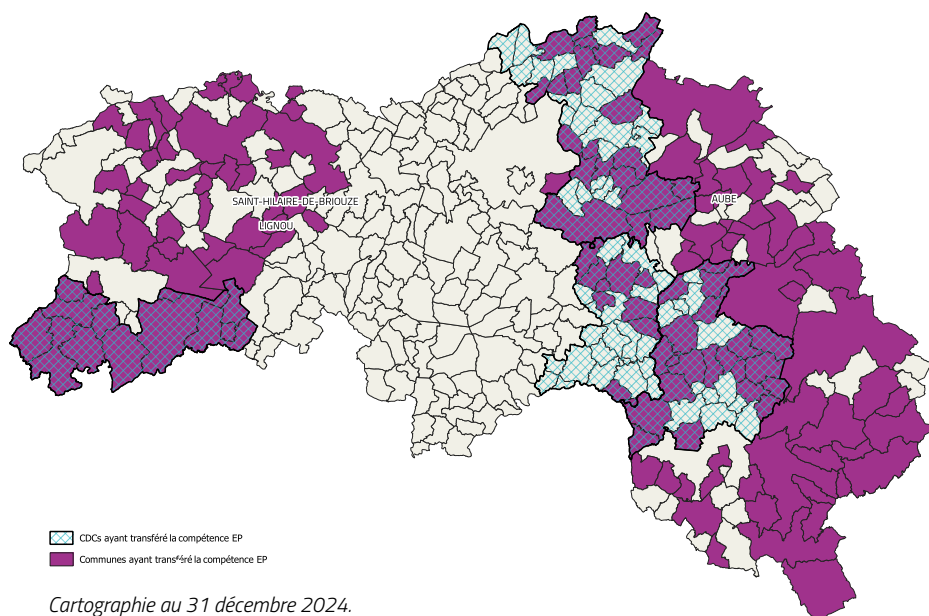 SAINT-HILAIRE-DE-BRIOUZE
AUBE
LIGNOU
CDCs ayant transféré la compétence EP
Communes ayant transféré la compétence EP
Cartographie au 31 décembre 2024.